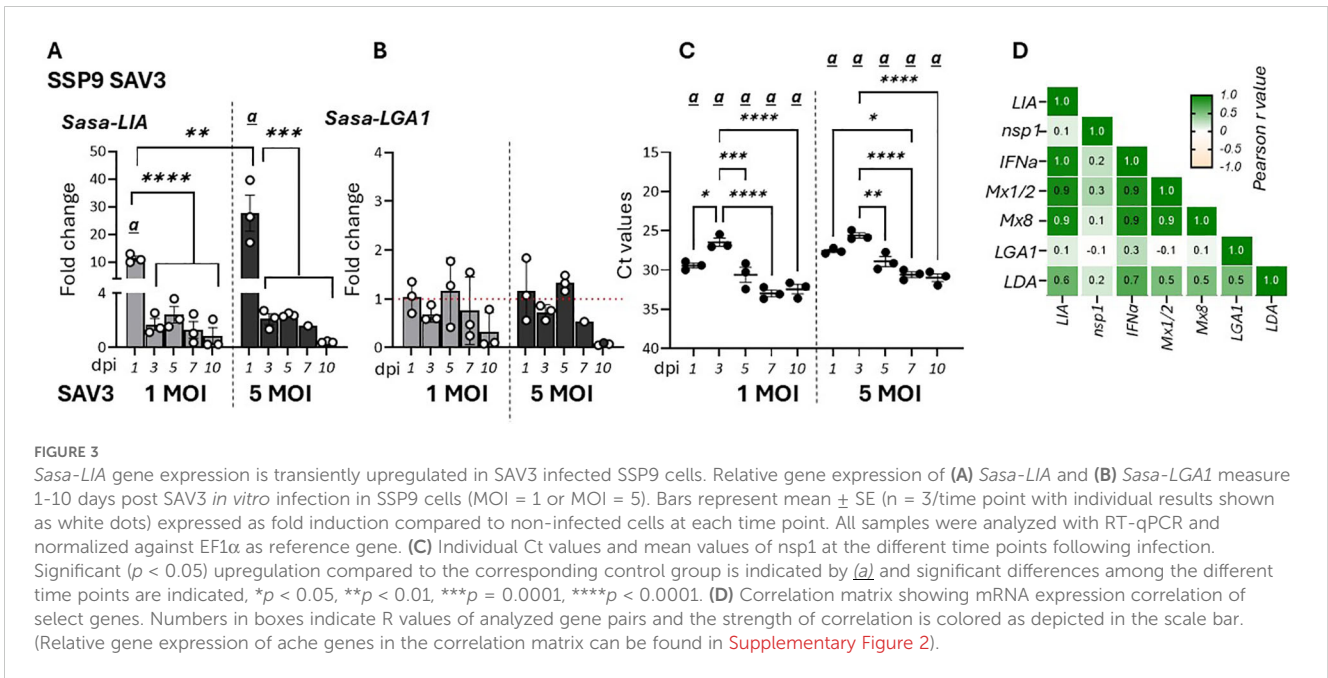 A
B
C
D
SSP9 SAV3
Sasa-LIA
Sasa-LGA1
a
**
a
***
****
Fold change
50
40
30
20
10
4
0
dpi
1 3 5 7 10
1 3 5 7 10
SAV3
1 MOI
5 MOI
Fold change
4
3
2
1
0
dpi
1 3 5 7 10
1 3 5 7 10
1 MOI
5 MOI
a a a a a
a a a a a
****
***
*
****
****
*
****
**
Ct values
15
20
25
30
35
40
dpi
1 3 5 7 10
1 3 5 7 10
1 MOI
5 MOI
LIA 1.0
nsp1 0.1 1.0
IFNa 1.0 0.2 1.0
Mx1/2 0.9 0.3 0.9 1.0
Mx8 0.9 0.1 0.9 0.9 1.0
LGA1 0.1 -0.1 0.3 -0.1 0.1 1.0
LDA 0.6 0.2 0.7 0.5 0.5 0.5 1.0
LIA nsp1 IFNa Mx1/2 Mx8 LGA1 LDA
1.0
0.5
0
-0.5
-1.0
Pearson r value
FIGURE 3
Sasa-LIA gene expression is transiently upregulated in SAV3 infected SSP9 cells. Relative gene expression of (A) Sasa-LIA and (B) Sasa-LGA1 measure
1-10 days post SAV3 in vitro infection in SSP9 cells (MOI = 1 or MOI = 5). Bars represent mean ± SE (n = 3/time point with individual results shown
as white dots) expressed as fold induction compared to non-infected cells at each time point. All samples were analyzed with RT-qPCR and
normalized against EF1α as reference gene. (C) Individual Ct values and mean values of nsp1 at the different time points following infection.
Significant (p < 0.05) upregulation compared to the corresponding control group is indicated by (a) and significant differences among the different
time points are indicated, *p < 0.05, **p < 0.01, ***p = 0.0001, ****p < 0.0001. (D) Correlation matrix showing mRNA expression correlation of
select genes. Numbers in boxes indicate R values of analyzed gene pairs and the strength of correlation is colored as depicted in the scale bar.
(Relative gene expression of ache genes in the correlation matrix can be found in Supplementary Figure 2).